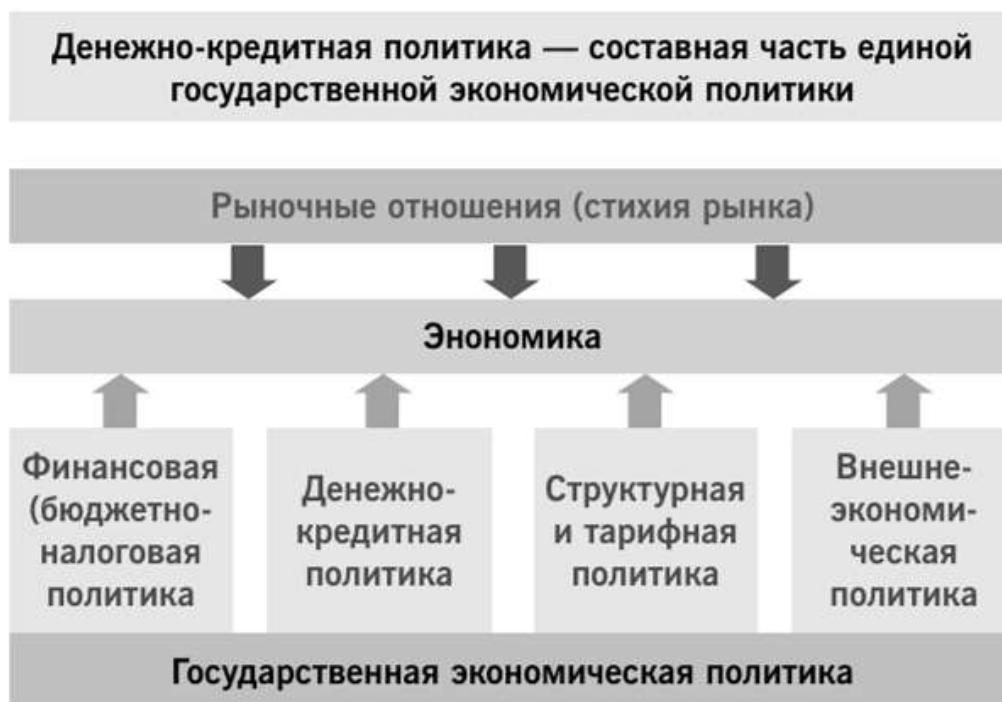 Денежно-кредитная политика — составная часть единой
государственной экономической политики
Рыночные отношения (стихия рынка)
Энономика
Финансовая
(бюджетно-
налоговая
политика
Денежно-
кредитная
политика
Структурная
и тарифная
политика
Внешне-
экономи-
ческая
политика
Государственная экономическая политика